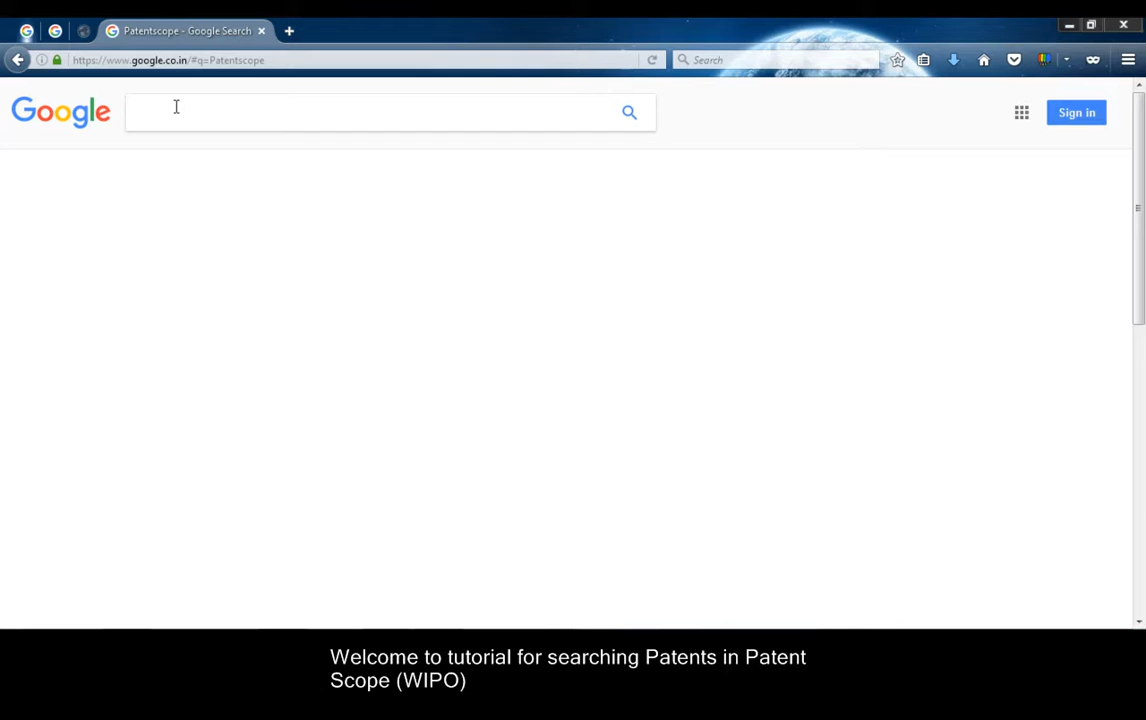 Patentscope - Google Search
https://www.google.co.in/#q=Patentscope
Search
Google
Sign in
Welcome to tutorial for searching Patents in Patent
Scope (WIPO)